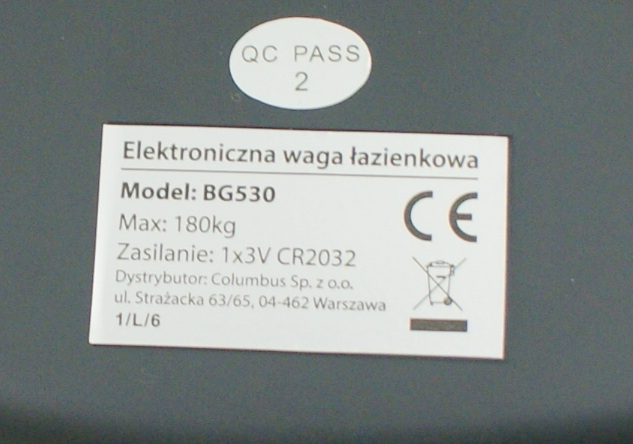 QC PASS
2
Elektroniczna waga łazienkowa
Model: BG530
Max: 180kg
Zasilanie: 1x3V CR2032
Dystrybutor: Columbus Sp. z o.o.
ul. Strażacka 63/65, 04-462 Warszawa
1/L/6
CE